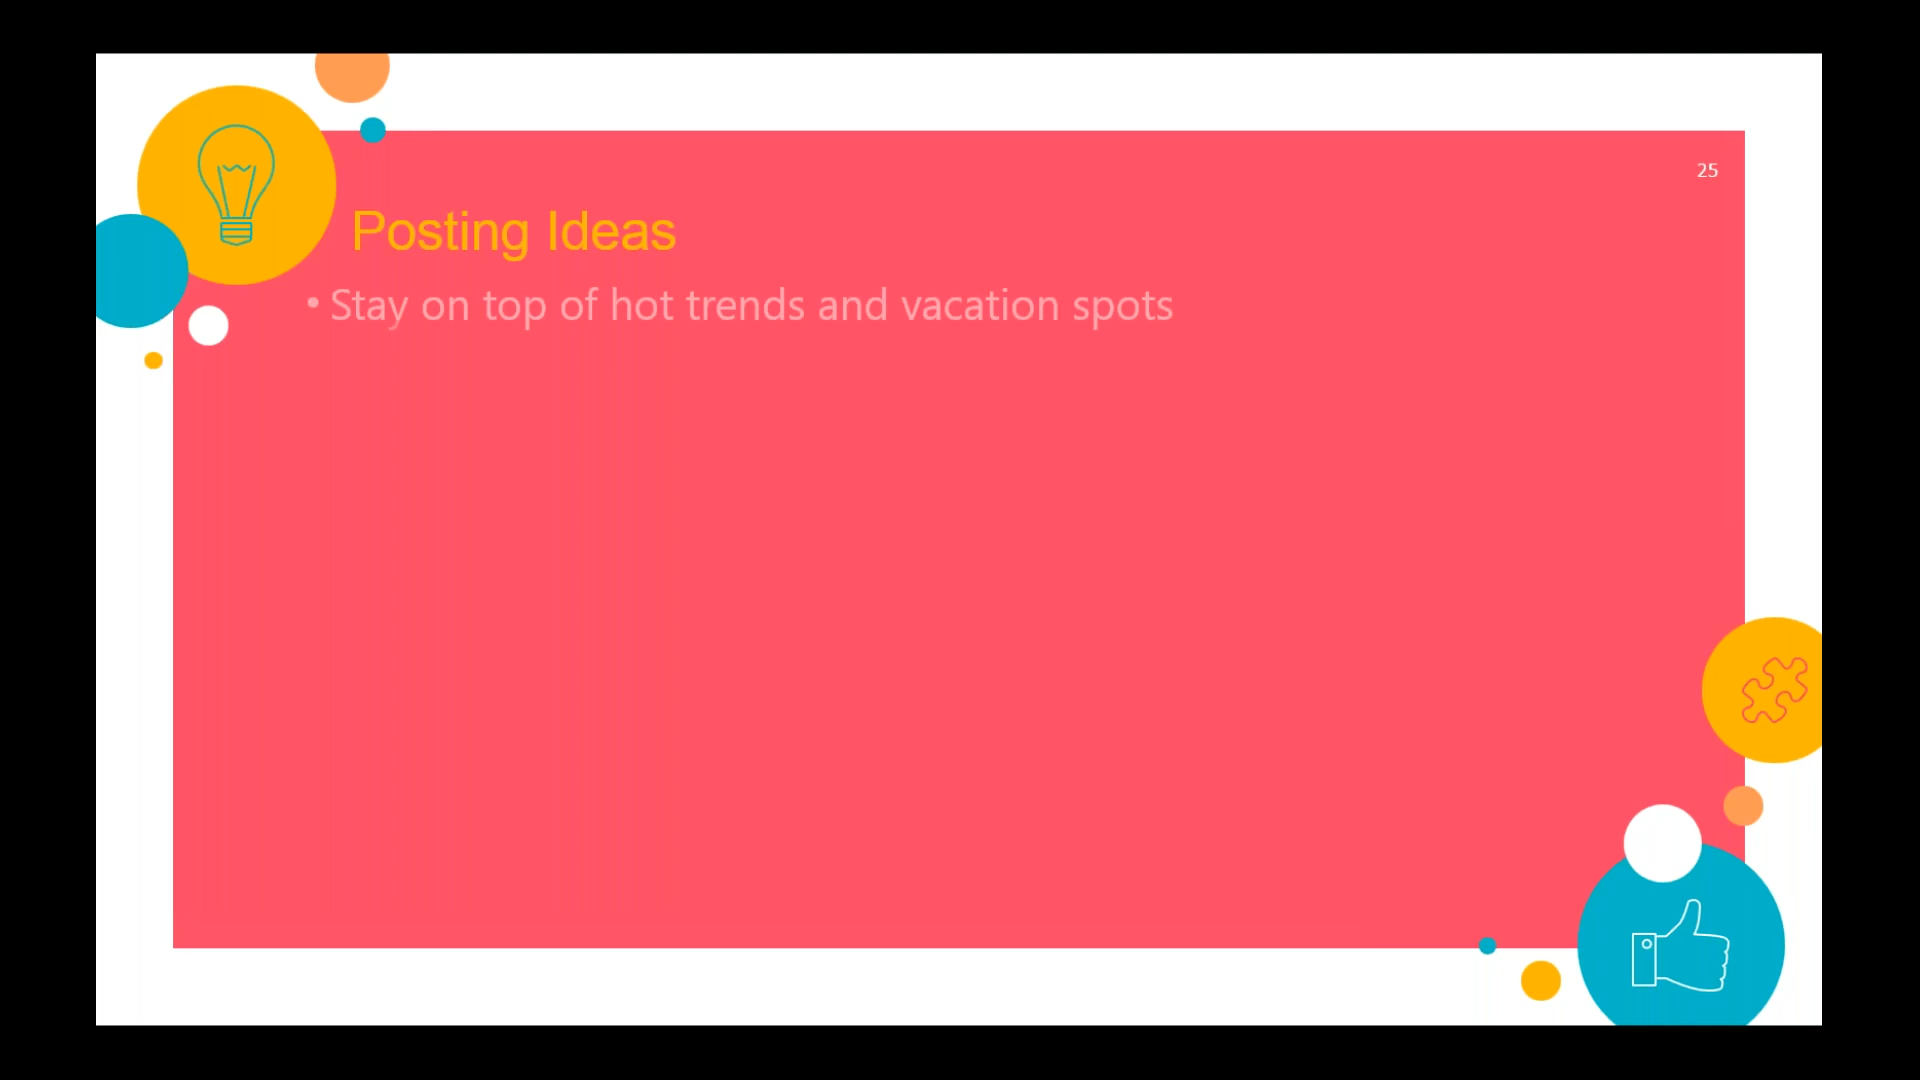 25
Posting Ideas
• Stay on top of hot trends and vacation spots